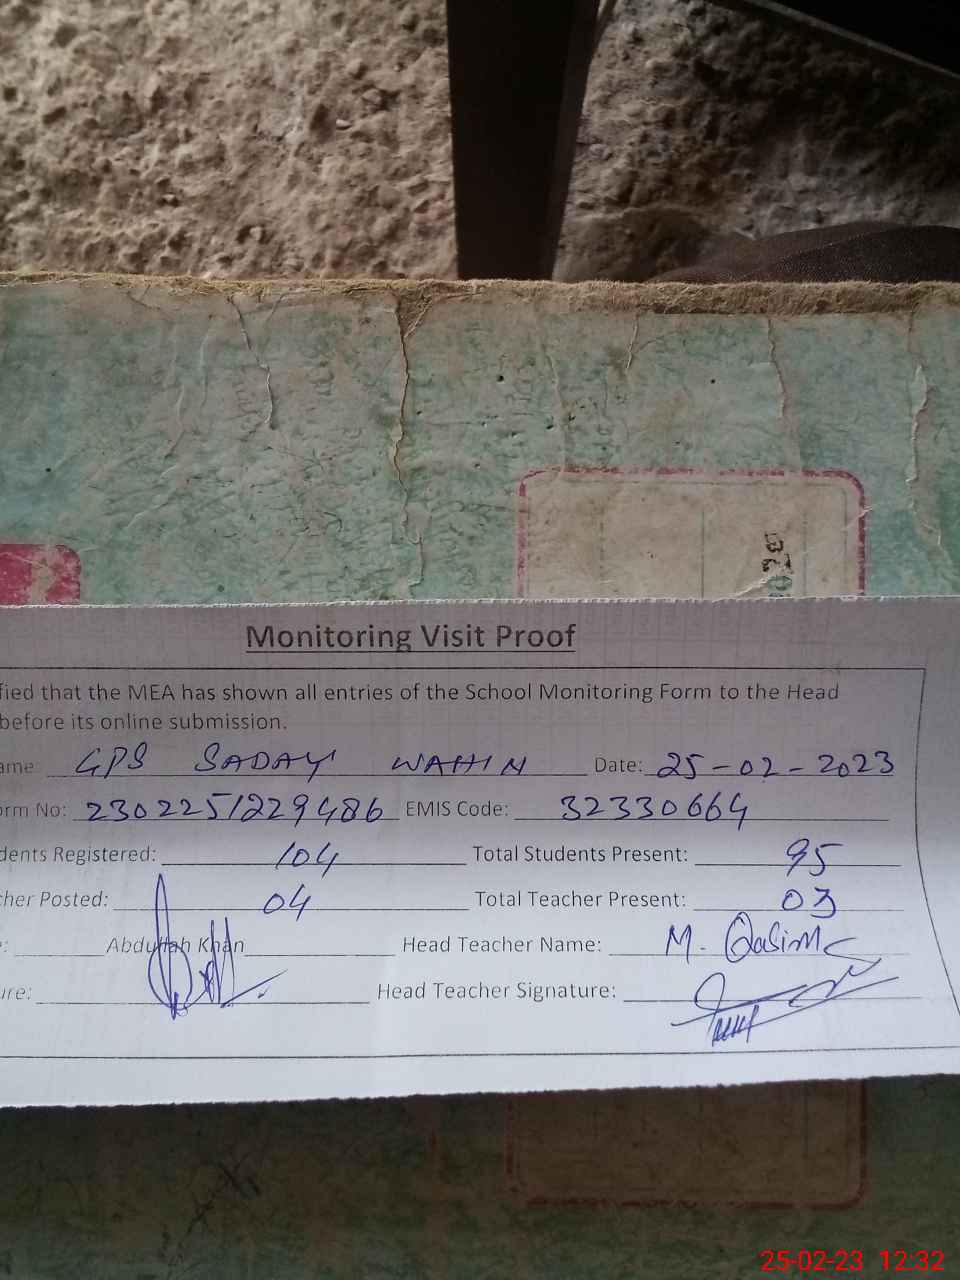 BZO
Monitoring Visit Proof
fied that the MEA has shown all entries of the School Monitoring Form to the Head
before its online submission.
ame: GPS SADAY WAHIN Date: 25-02-2023
orm No: 2302251229486 EMIS Code: 32330664
dents Registered: 104 Total Students Present: 95
cher Posted: 04 Total Teacher Present: 03
e: Abdullah Khan Head Teacher Name: M. Qasim
ure: Head Teacher Signature:
25-02-23 12:32